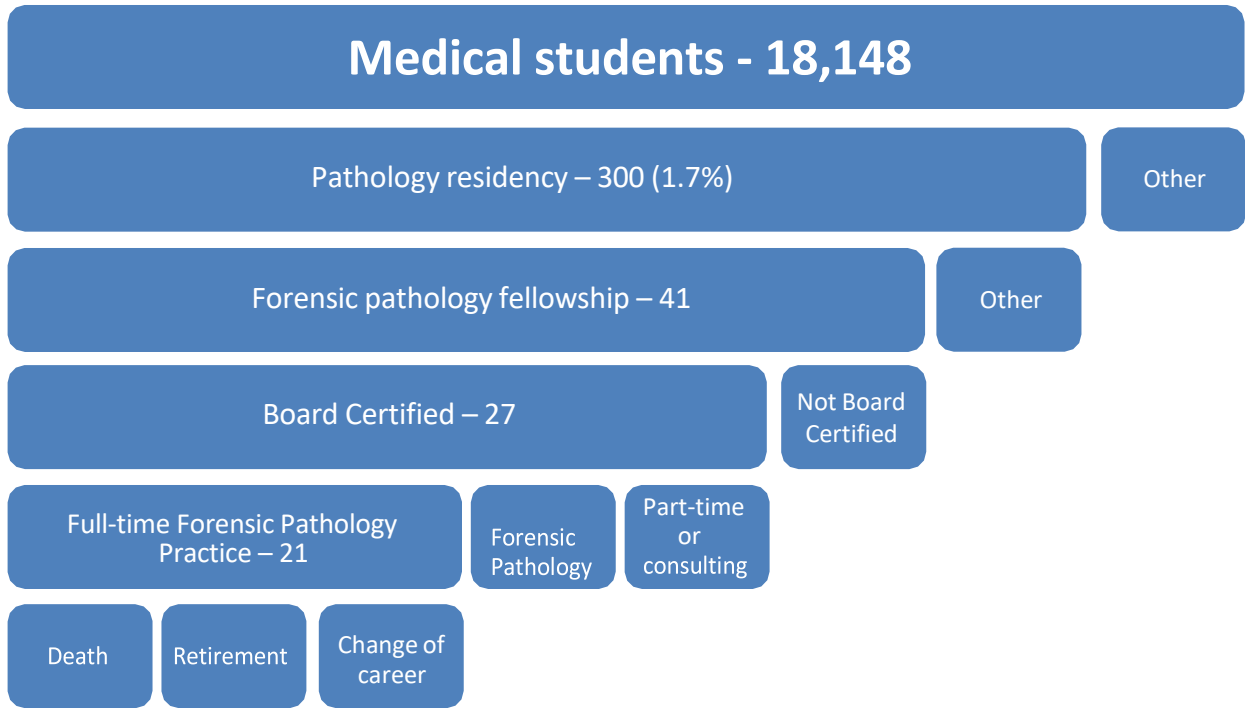 Medical students - 18,148
Pathology residency – 300 (1.7%)
Other
Forensic pathology fellowship – 41
Other
Board Certified – 27
Not Board
Certified
Full-time Forensic Pathology
Practice – 21
Forensic
Pathology
Part-time
or
consulting
Death
Retirement
Change of
career